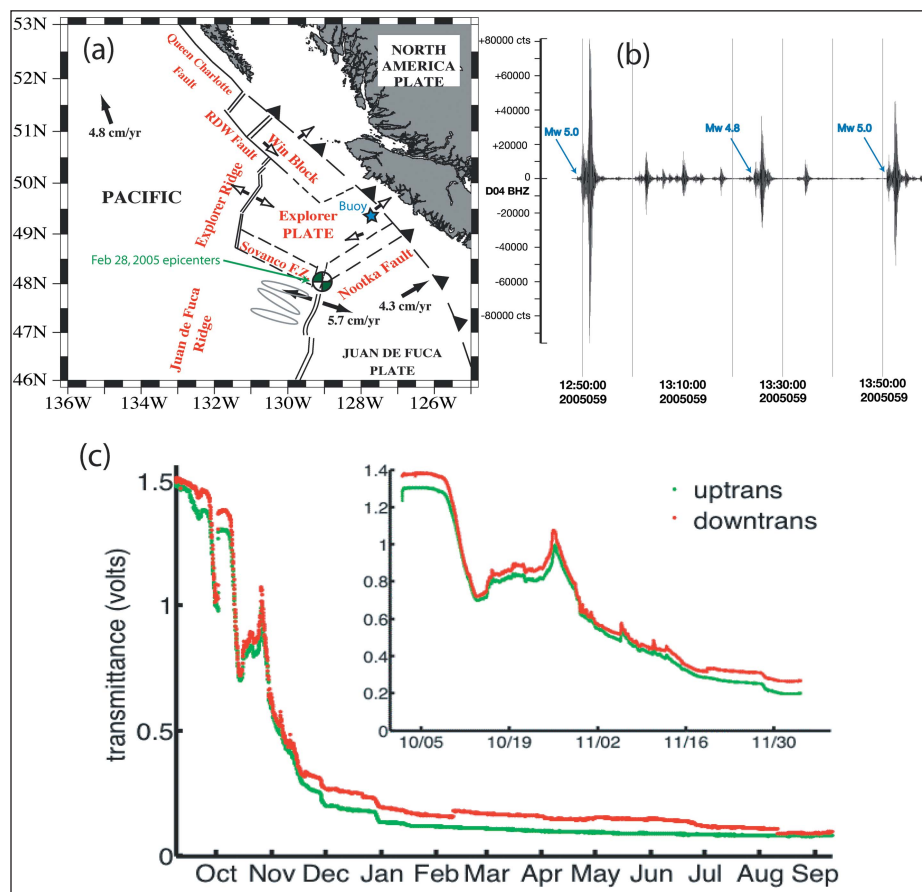 (a)
53N
52N
51N
50N
49N
48N
47N
46N
136W
134W
132W
130W
128W
126W
Queen Charlotte
Fault
NORTH
AMERICA
PLATE
4.8 cm/yr
RDW Fault
Win Block
PACIFIC
Explorer Ridge
Buoy
Explorer
PLATE
Sovanco F.Z.
Feb 28, 2005 epicenters
Nootka Fault
4.3 cm/yr
5.7 cm/yr
Juan de Fuca
Ridge
JUAN DE FUCA
PLATE
(b)
+80000 cts
+60000
+40000
+20000
0
D04 BHZ
-20000
-40000
-60000
-80000 cts
Mw 5.0
Mw 4.8
Mw 5.0
12:50:00
2005059
13:10:00
2005059
13:30:00
2005059
13:50:00
2005059
(c)
transmittance (volts)
1.5
1
0.5
0
Oct Nov Dec Jan Feb Mar Apr May Jun Jul Aug Sep
1.4
1.2
1.0
0.8
0.6
0.4
0.2
0
10/05 10/19 11/02 11/16 11/30
uptrans
downtrans